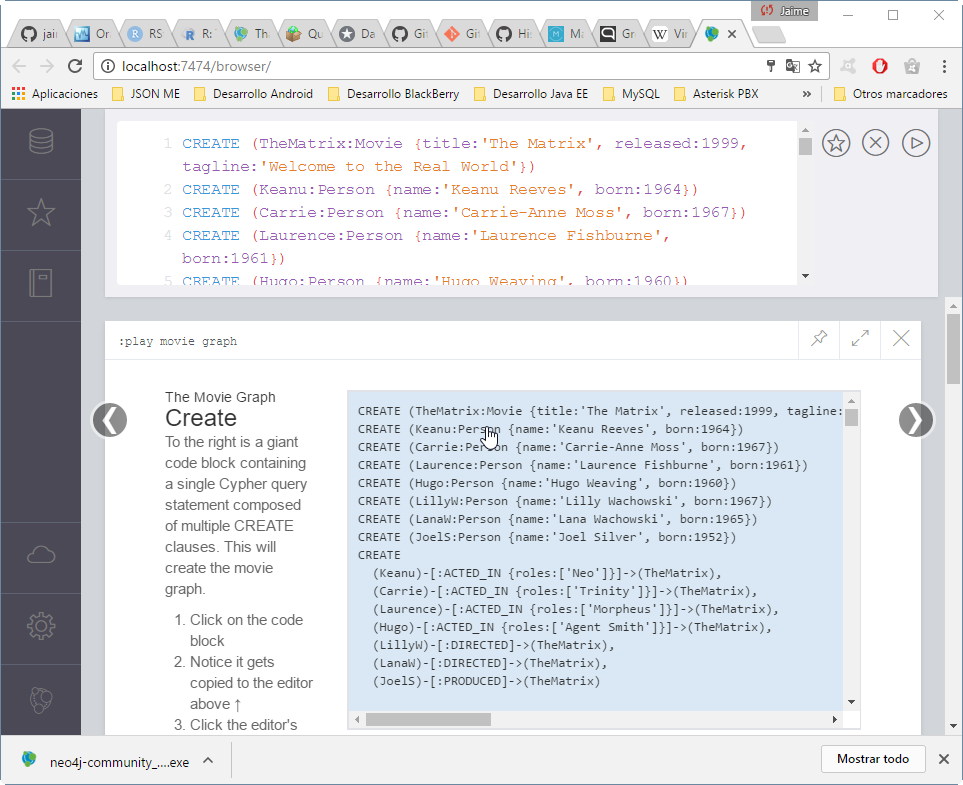 Jaime
jai
Or
RS
R:
Th
Qu
Da
Git
Git
His
Ma
Gr
W Vir
localhost:7474/browser/
Aplicaciones JSON ME Desarrollo Android Desarrollo BlackBerry Desarrollo Java EE MySQL Asterisk PBX » Otros marcadores
1 CREATE (TheMatrix:Movie {title:'The Matrix', released:1999,
tagline:'Welcome to the Real World'})
2 CREATE (Keanu:Person {name:'Keanu Reeves', born:1964})
3 CREATE (Carrie:Person {name:'Carrie-Anne Moss', born:1967})
4 CREATE (Laurence:Person {name:'Laurence Fishburne',
born:1961})
5 CREATE (Hugo:Person {name:'Hugo Weaving', born:1960})
:play movie graph
The Movie Graph
Create
To the right is a giant
code block containing
a single Cypher query
statement composed
of multiple CREATE
clauses. This will
create the movie
graph.
1. Click on the code
block
2. Notice it gets
copied to the editor
above ↑
3. Click the editor's
CREATE (TheMatrix:Movie {title:'The Matrix', released:1999, tagline:
CREATE (Keanu:Person {name:'Keanu Reeves', born:1964})
CREATE (Carrie:Person {name:'Carrie-Anne Moss', born:1967})
CREATE (Laurence:Person {name:'Laurence Fishburne', born:1961})
CREATE (Hugo:Person {name:'Hugo Weaving', born:1960})
CREATE (LillyW:Person {name:'Lilly Wachowski', born:1967})
CREATE (LanaW:Person {name:'Lana Wachowski', born:1965})
CREATE (JoelS:Person {name:'Joel Silver', born:1952})
CREATE
(Keanu)-[:ACTED_IN {roles:['Neo']}]->(TheMatrix),
(Carrie)-[:ACTED_IN {roles:['Trinity']}]->(TheMatrix),
(Laurence)-[:ACTED_IN {roles:['Morpheus']}]->(TheMatrix),
(Hugo)-[:ACTED_IN {roles:['Agent Smith']}]->(TheMatrix),
(LillyW)-[:DIRECTED]->(TheMatrix),
(LanaW)-[:DIRECTED]->(TheMatrix),
(JoelS)-[:PRODUCED]->(TheMatrix)
neo4j-community_....exe
Mostrar todo